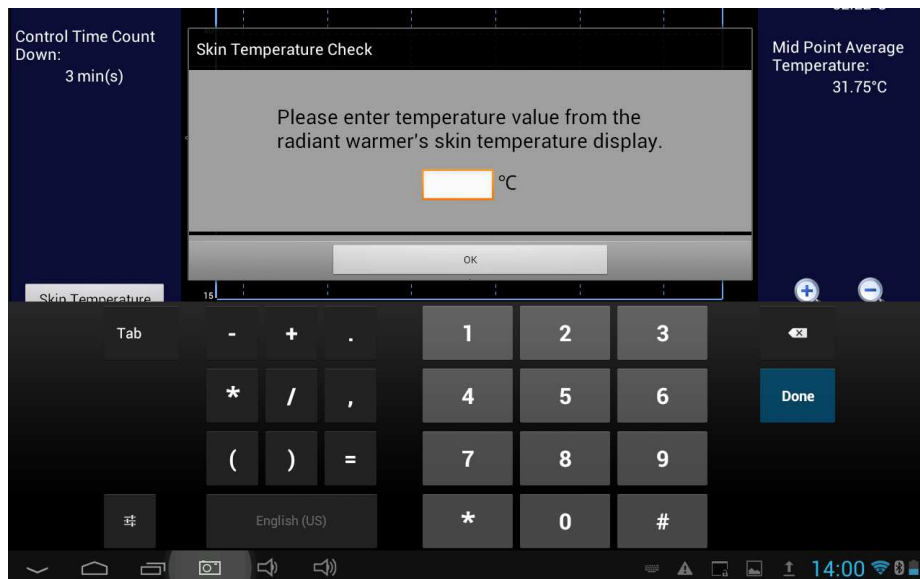 Control Time Count
Down:
3 min(s)
Skin Temperature Check
Mid Point Average
Temperature:
31.75°C
Please enter temperature value from the
radiant warmer's skin temperature display.
°C
OK
Skin Temperature
15
Tab - + . 1 2 3
* / , 4 5 6 Done
( ) = 7 8 9
English (US) * 0 #
14:00